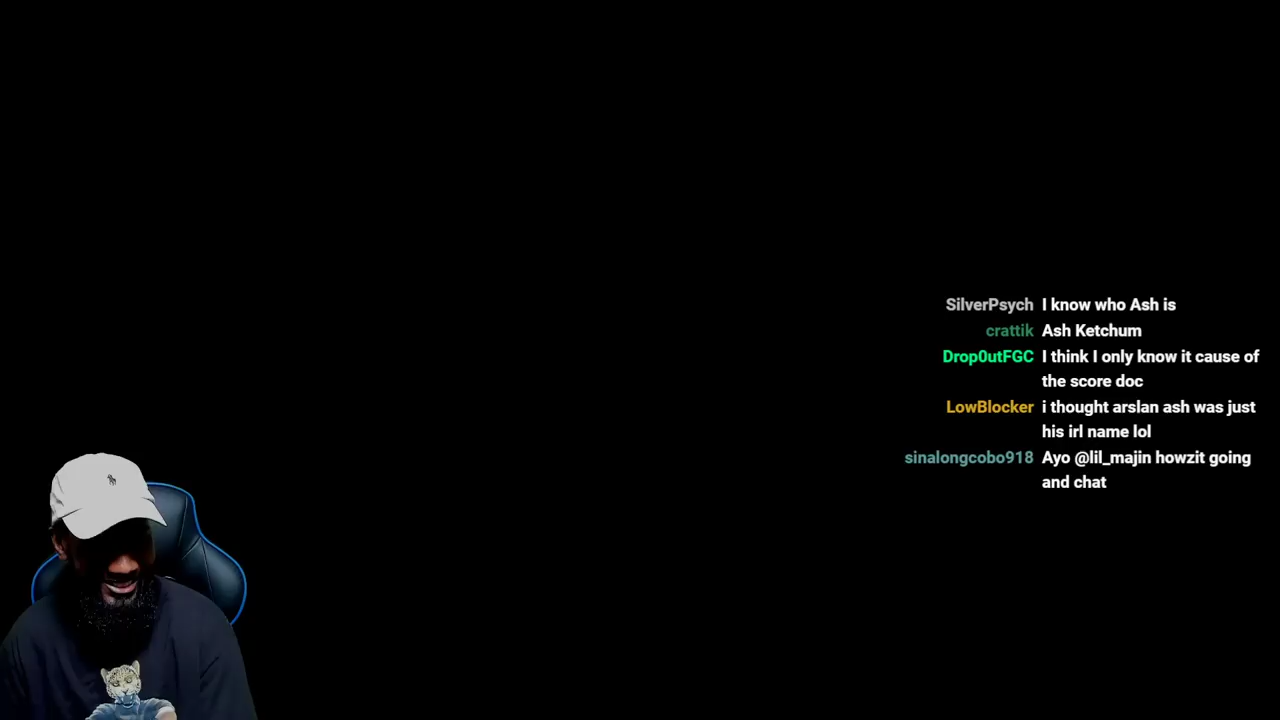 SilverPsych I know who Ash is
crattik Ash Ketchum
Drop0utFGC I think I only know it cause of
the score doc
LowBlocker i thought arslan ash was just
his irl name lol
sinalongcobo918 Ayo @lil_majin howzit going
and chat